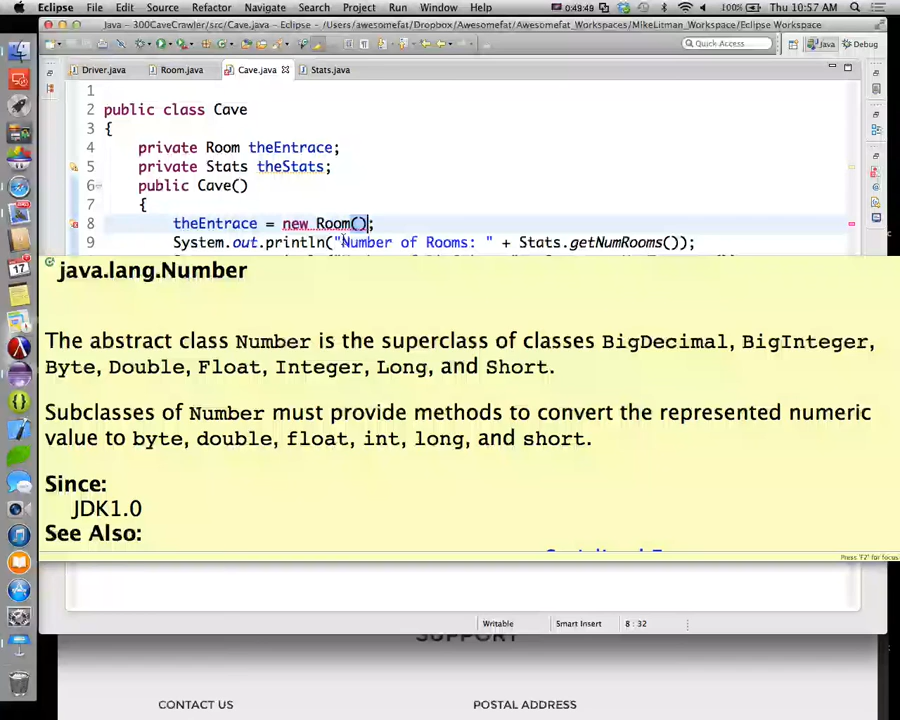 Eclipse File Edit Source Refactor Navigate Search Project Run Window Help 0:49:49 100% Thu 10:57 AM
Java – 300CaveCrawler/src/Cave.java – Eclipse – /Users/awesomefat/Dropbox/Awesomefat/Awesomefat_Workspaces/MikeLitman_Workspace/Eclipse Workspace
Quick Access Java Debug
Driver.java Room.java Cave.java Stats.java
1
2 public class Cave
3 {
4 private Room theEntrace;
5 private Stats theStats;
6 public Cave()
7 {
8 theEntrace = new Room();
9 System.out.println("Number of Rooms: " + Stats.getNumRooms());
java.lang.Number
The abstract class Number is the superclass of classes BigDecimal, BigInteger,
Byte, Double, Float, Integer, Long, and Short.
Subclasses of Number must provide methods to convert the represented numeric
value to byte, double, float, int, long, and short.
Since:
JDK1.0
See Also:
Press 'F2' for focus
Writable Smart Insert 8 : 32
SUPPORT
CONTACT US POSTAL ADDRESS